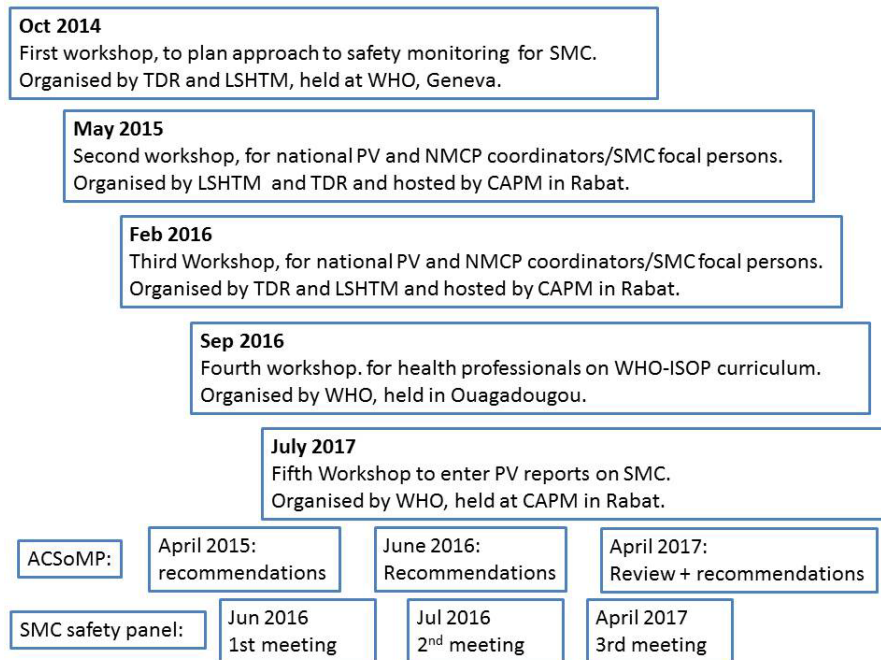 Oct 2014
First workshop, to plan approach to safety monitoring for SMC.
Organised by TDR and LSHTM, held at WHO, Geneva.
May 2015
Second workshop, for national PV and NMCP coordinators/SMC focal persons.
Organised by LSHTM and TDR and hosted by CAPM in Rabat.
Feb 2016
Third Workshop, for national PV and NMCP coordinators/SMC focal persons.
Organised by TDR and LSHTM and hosted by CAPM in Rabat.
Sep 2016
Fourth workshop. for health professionals on WHO-ISOP curriculum.
Organised by WHO, held in Ouagadougou.
July 2017
Fifth Workshop to enter PV reports on SMC.
Organised by WHO, held at CAPM in Rabat.
ACSoMP:
April 2015:
recommendations
June 2016:
Recommendations
April 2017:
Review + recommendations
SMC safety panel:
Jun 2016
1st meeting
Jul 2016
2nd meeting
April 2017
3rd meeting